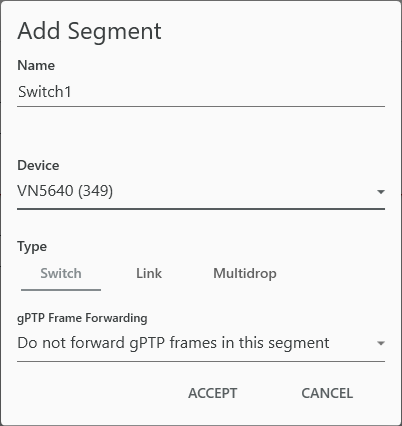 Add Segment
Name
Switch1
Device
VN5640 (349)
Type
Switch Link Multidrop
gPTP Frame Forwarding
Do not forward gPTP frames in this segment
ACCEPT CANCEL